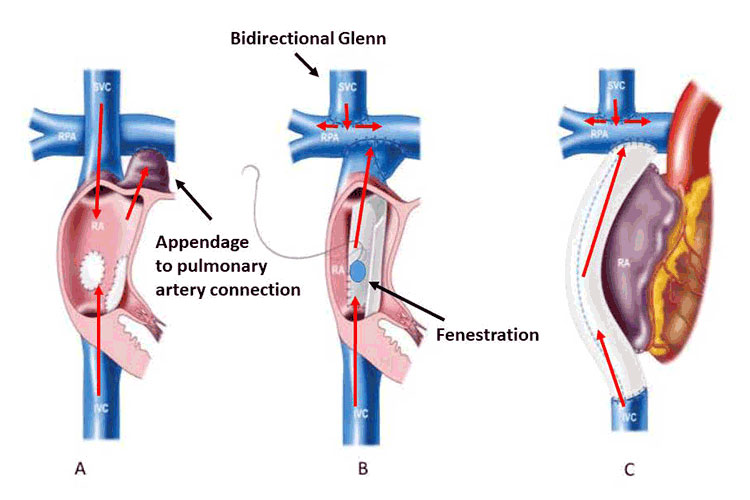 Bidirectional Glenn
SVC
RPA
RA
IVC
Appendage
to pulmonary
artery connection
A
RPA
RA
Fenestration
IVC
B
SVC
RPA
RA
IVC
C